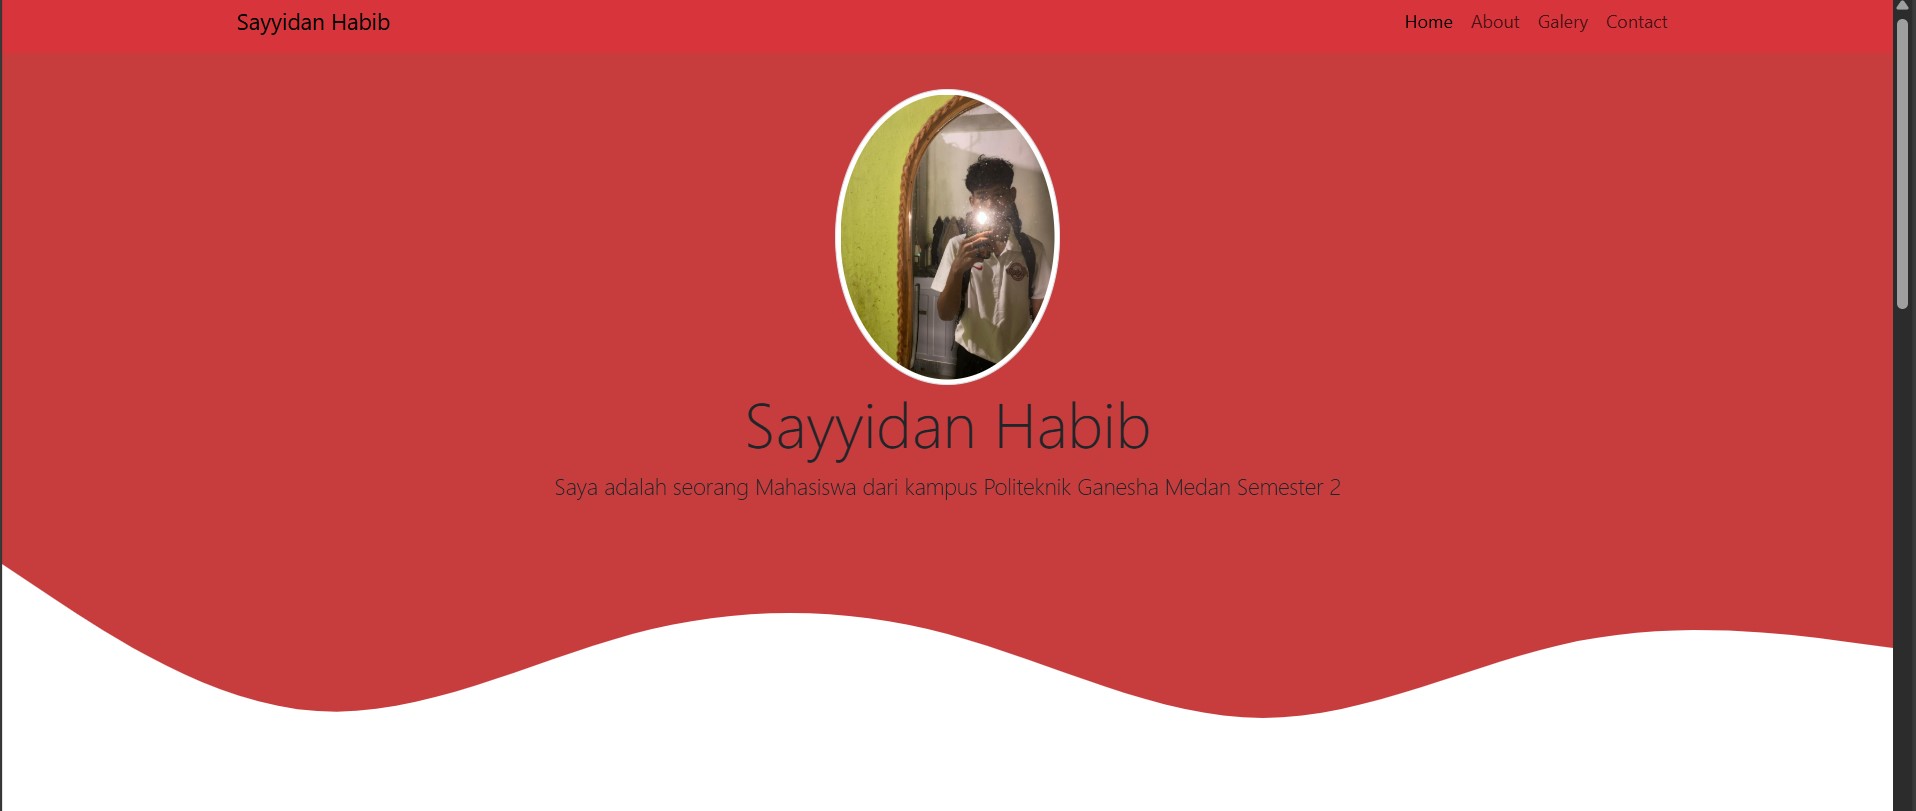 Sayyidan Habib
Home About Galery Contact
Sayyidan Habib
Saya adalah seorang Mahasiswa dari kampus Politeknik Ganesha Medan Semester 2